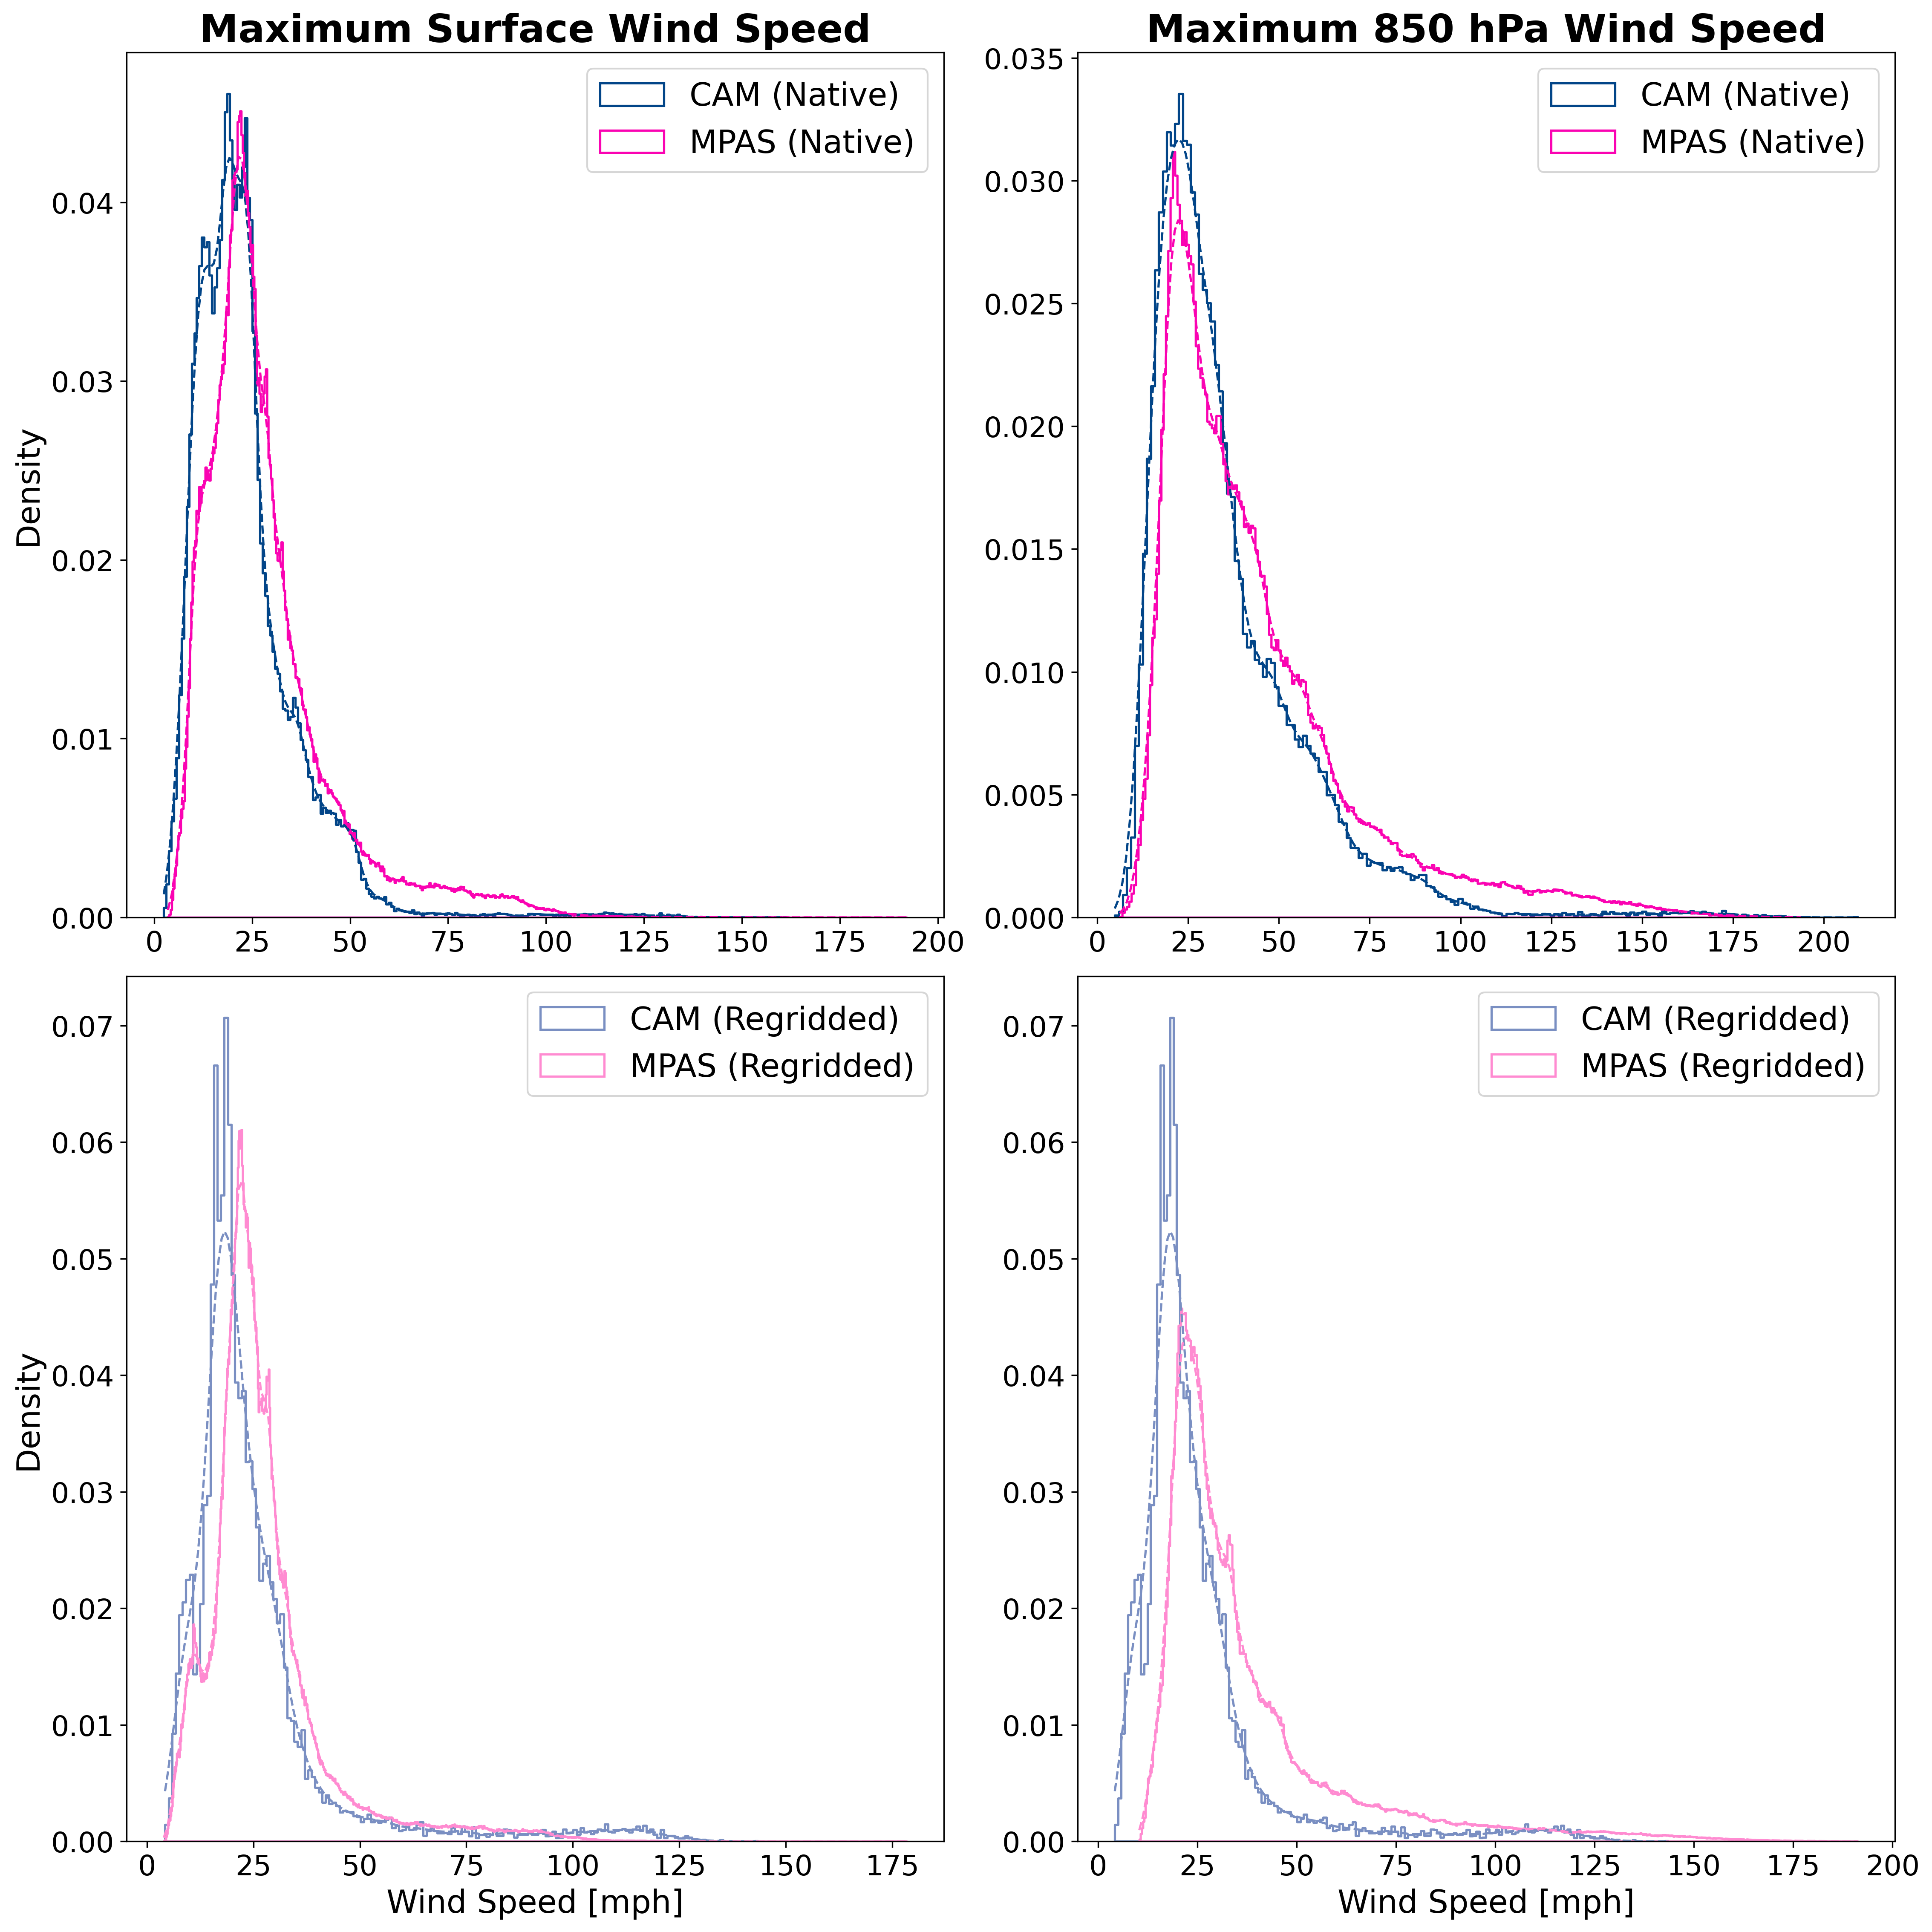 Maximum Surface Wind Speed
CAM (Native)
MPAS (Native)
Density
0.04
0.03
0.02
0.01
0.00
0 25 50 75 100 125 150 175 200
Maximum 850 hPa Wind Speed
CAM (Native)
MPAS (Native)
0.035
0.030
0.025
0.020
0.015
0.010
0.005
0.000
0 25 50 75 100 125 150 175 200
CAM (Regridded)
MPAS (Regridded)
Density
0.07
0.06
0.05
0.04
0.03
0.02
0.01
0.00
0 25 50 75 100 125 150 175
Wind Speed [mph]
CAM (Regridded)
MPAS (Regridded)
0.07
0.06
0.05
0.04
0.03
0.02
0.01
0.00
0 25 50 75 100 125 150 175 200
Wind Speed [mph]